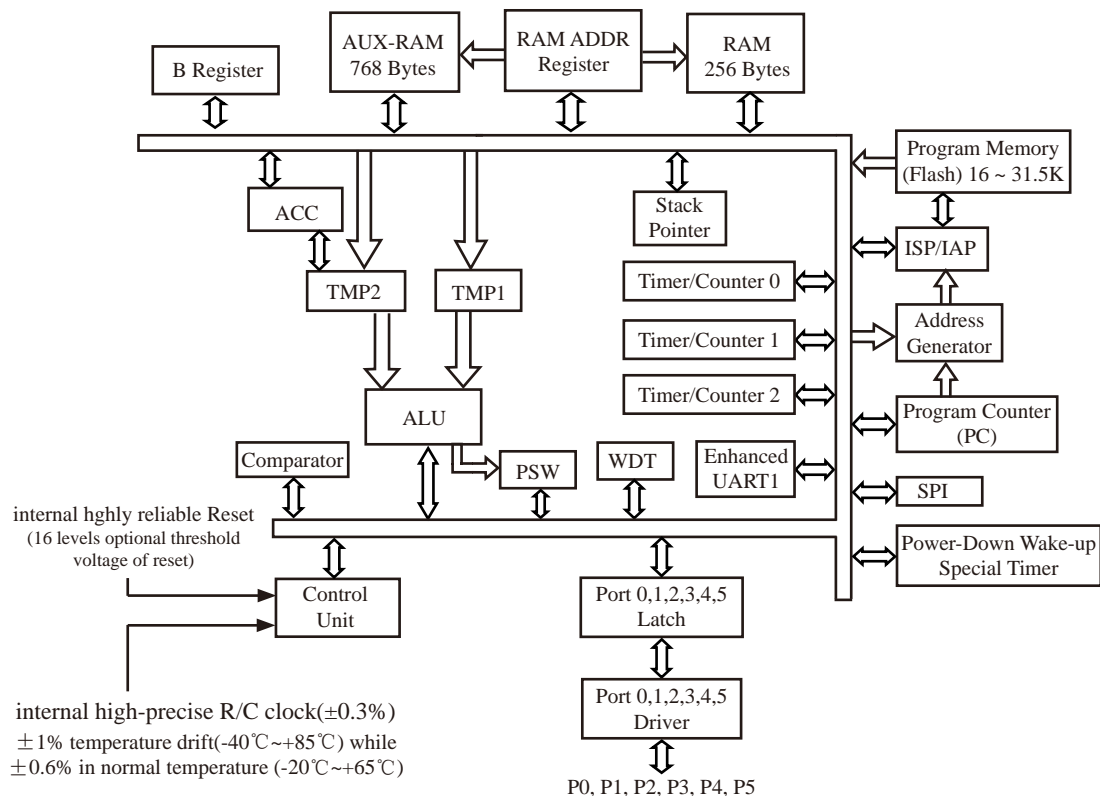 AUX-RAM
768 Bytes
RAM ADDR
Register
RAM
256 Bytes
B Register
Program Memory
(Flash) 16 ~ 31.5K
ACC
Stack
Pointer
ISP/IAP
TMP2
TMP1
Timer/Counter 0
Timer/Counter 1
Address
Generator
Timer/Counter 2
ALU
Program Counter
(PC)
Comparator
PSW
WDT
Enhanced
UART1
SPI
internal hghly reliable Reset
(16 levels optional threshold
voltage of reset)
Power-Down Wake-up
Special Timer
Control
Unit
Port 0,1,2,3,4,5
Latch
Port 0,1,2,3,4,5
Driver
internal high-precise R/C clock(±0.3%)
±1% temperature drift(-40℃~+85℃) while
±0.6% in normal temperature (-20℃~+65℃)
P0, P1, P2, P3, P4, P5